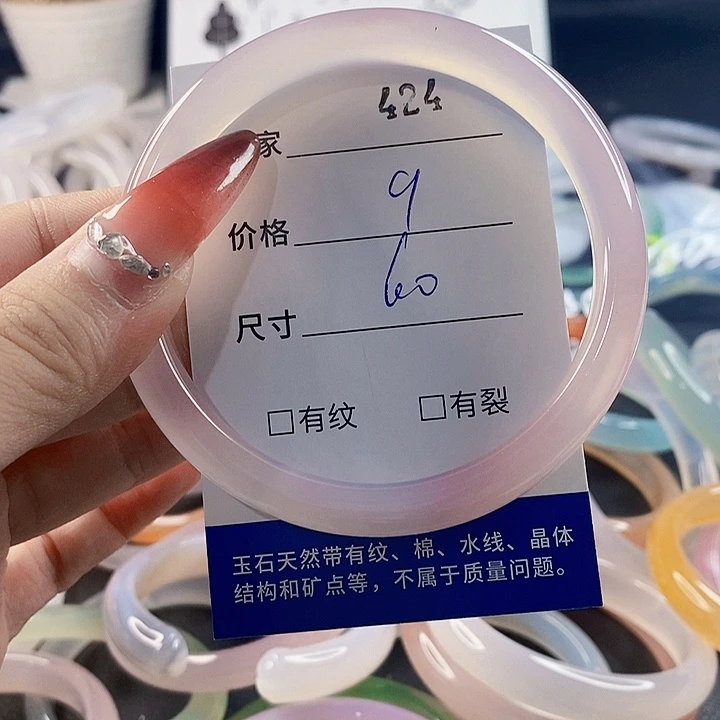 家 424
价格 9
尺寸 60
□有纹 □有裂
玉石天然带有纹、棉、水线、晶体
结构和矿点等，不属于质量问题。